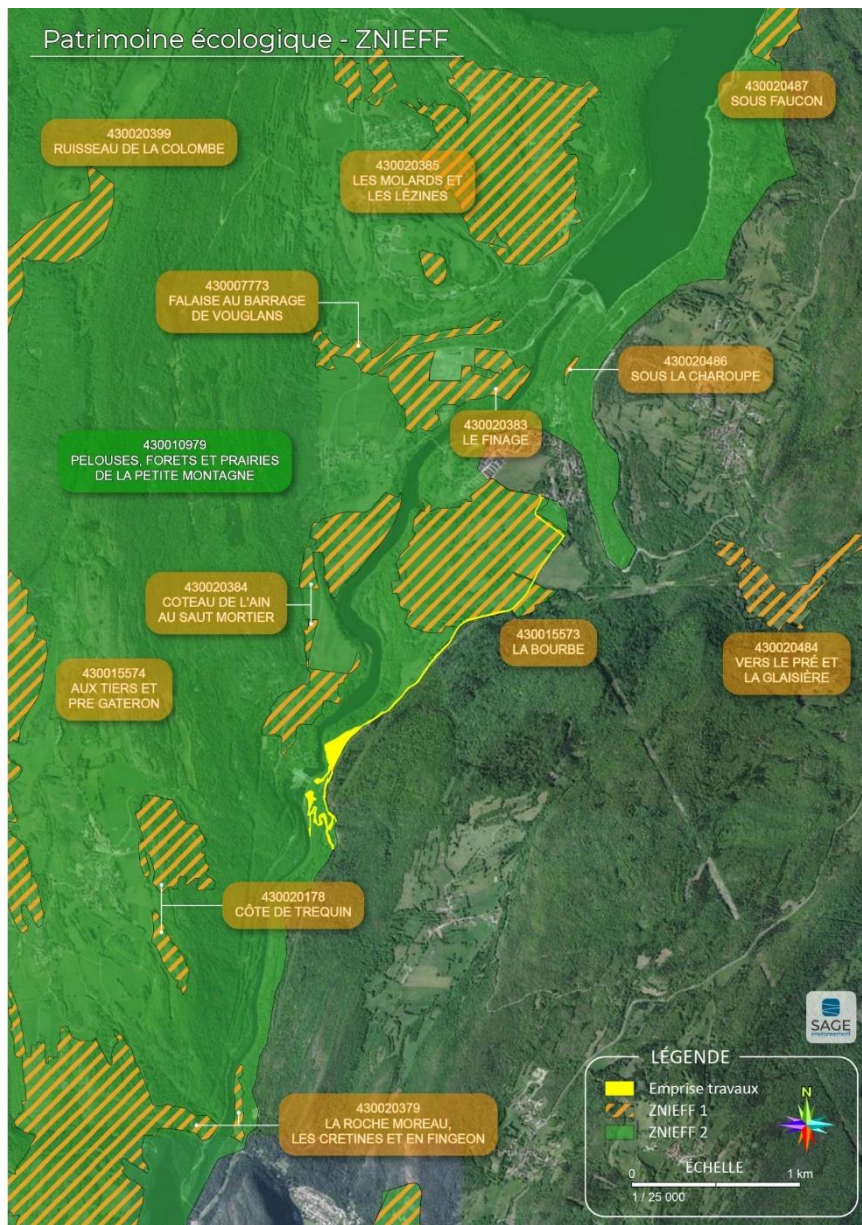 Patrimoine écologique - ZNIEFF
430020487
SOUS FAUCON
430020399
RUISSEAU DE LA COLOMBE
430020385
LES MOLARDS ET
LES LÉZINES
430007773
FALAISE AU BARRAGE
DE VOUGLANS
430020486
SOUS LA CHAROUPE
430020383
LE FINAGE
430010979
PELOUSES, FORETS ET PRAIRIES
DE LA PETITE MONTAGNE
430020384
COTEAU DE L'AIN
AU SAUT MORTIER
430015573
LA BOURBE
430020484
VERS LE PRÉ ET
LA GLAISIÈRE
430015574
AUX TIERS ET
PRE GATERON
430020178
CÔTE DE TREQUIN
430020379
LA ROCHE MOREAU,
LES CRETINES ET EN FINGEON
SAGE
environnement
LÉGENDE
Emprise travaux
ZNIEFF 1
ZNIEFF 2
N
ÉCHELLE
0 1 km
1 / 25 000